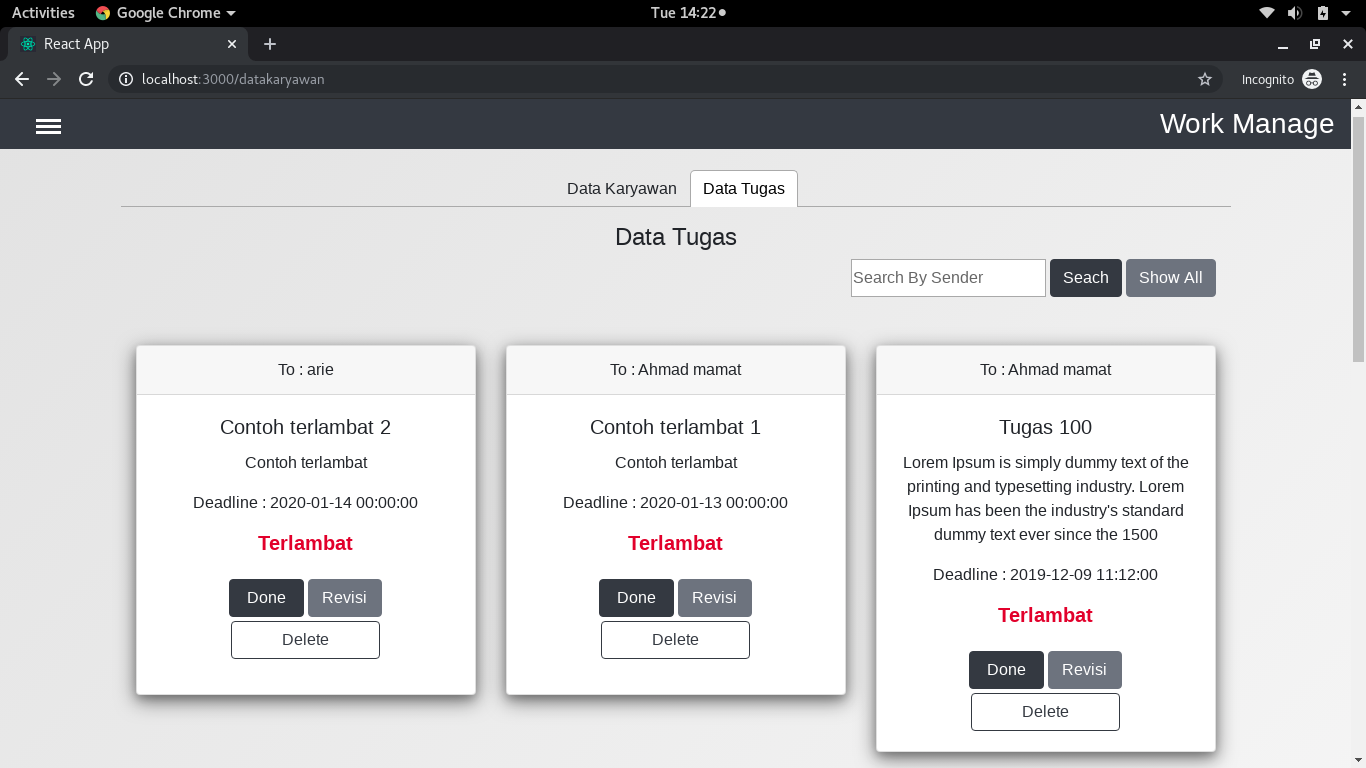 Activities Google Chrome Tue 14:22
React App
localhost:3000/datakaryawan Incognito
Work Manage
Data Karyawan Data Tugas
Data Tugas
Search By Sender Seach Show All
To : arie
Contoh terlambat 2
Contoh terlambat
Deadline : 2020-01-14 00:00:00
Terlambat
Done Revisi
Delete
To : Ahmad mamat
Contoh terlambat 1
Contoh terlambat
Deadline : 2020-01-13 00:00:00
Terlambat
Done Revisi
Delete
To : Ahmad mamat
Tugas 100
Lorem Ipsum is simply dummy text of the
printing and typesetting industry. Lorem
Ipsum has been the industry's standard
dummy text ever since the 1500
Deadline : 2019-12-09 11:12:00
Terlambat
Done Revisi
Delete